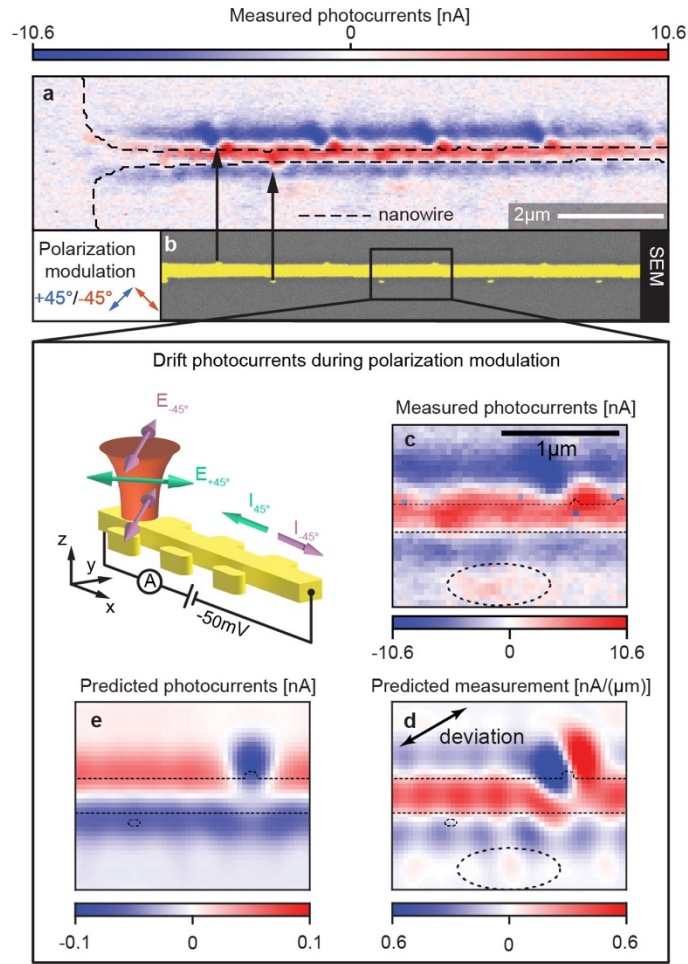 Measured photocurrents [nA]
-10.6 0 10.6
a
nanowire
2μm
Polarization
modulation
+45°/-45°
b
SEM
Drift photocurrents during polarization modulation
E-45°
E+45°
I45°
I-45°
z
y
x
A
-50mV
Measured photocurrents [nA]
c
1μm
-10.6 0 10.6
Predicted photocurrents [nA]
e
-0.1 0 0.1
Predicted measurement [nA/(μm)]
d
deviation
0.6 0 0.6